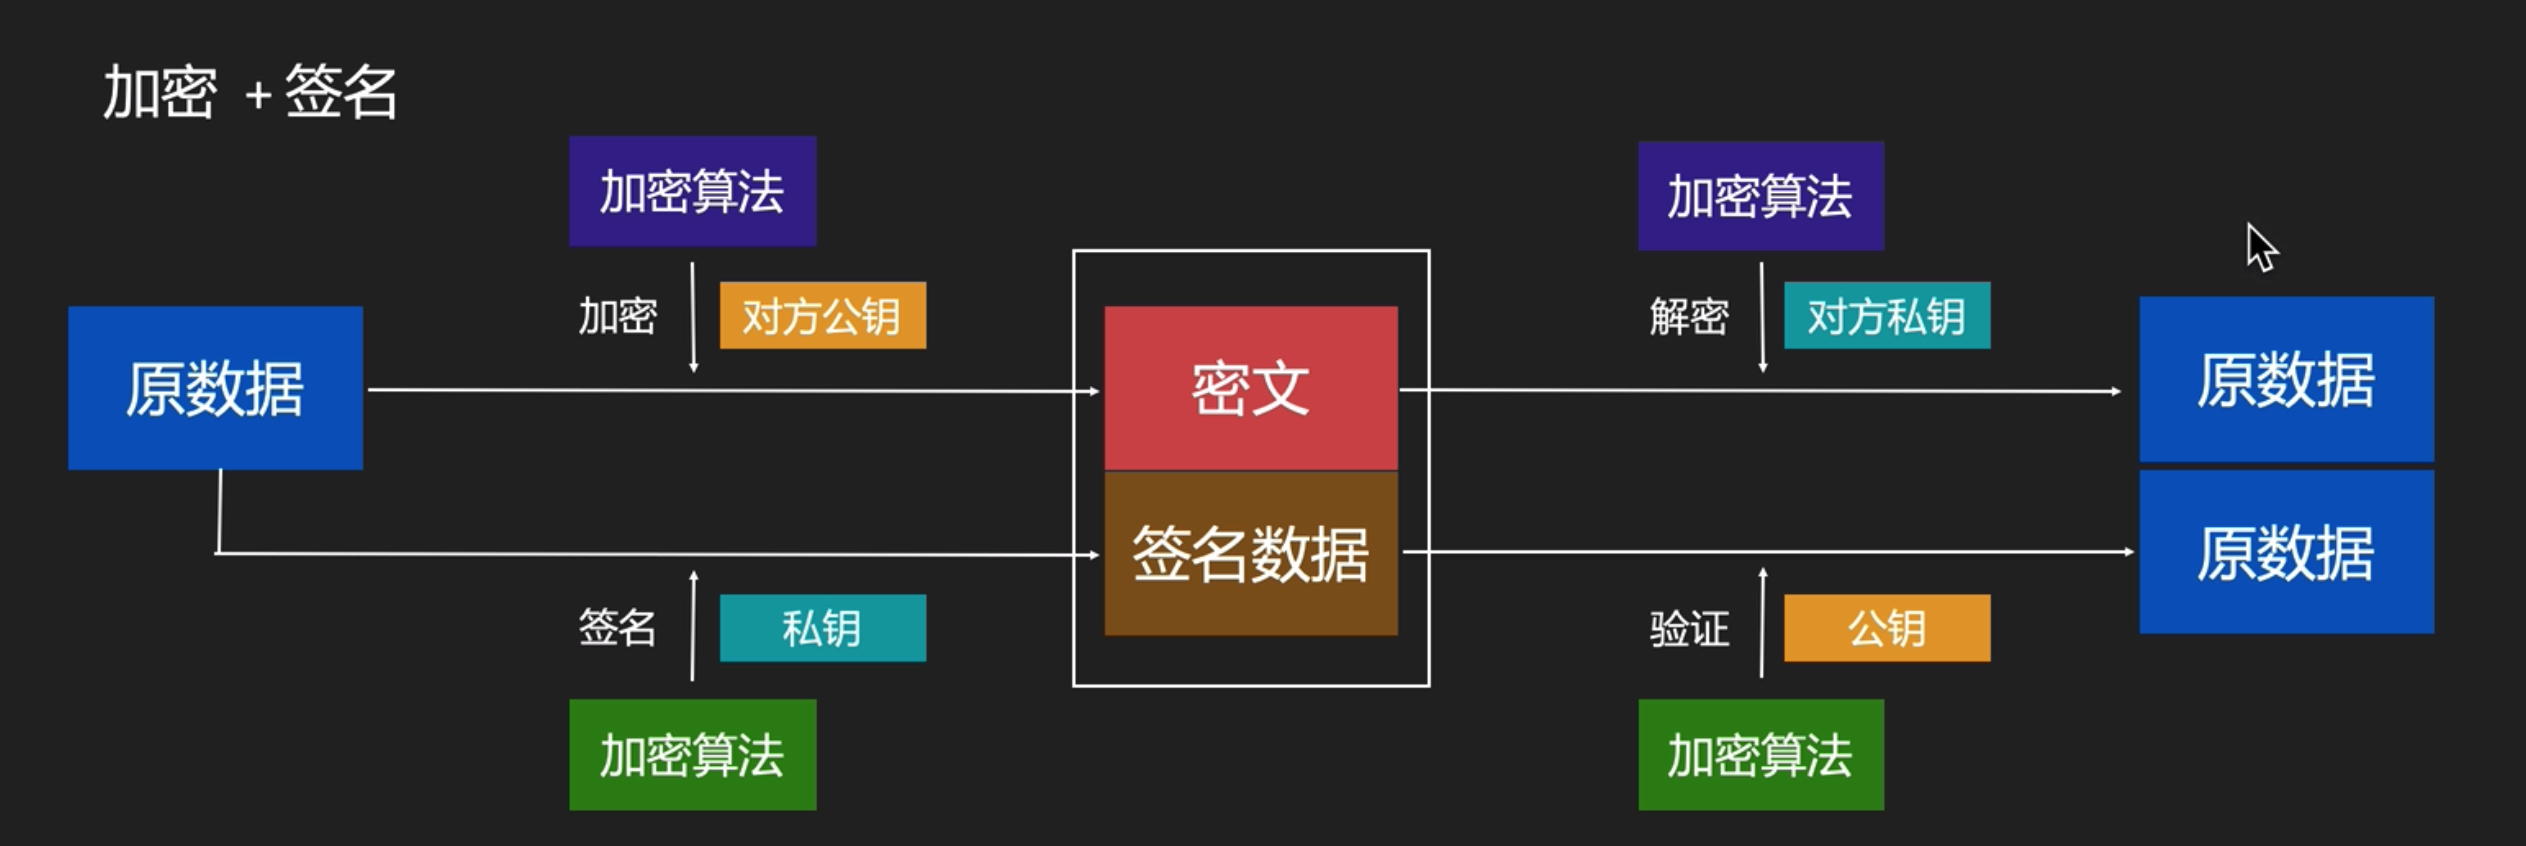 加密 + 签名
加密算法
加密算法
加密
对方公钥
解密
对方私钥
原数据
密文
原数据
签名数据
原数据
签名
私钥
验证
公钥
加密算法
加密算法